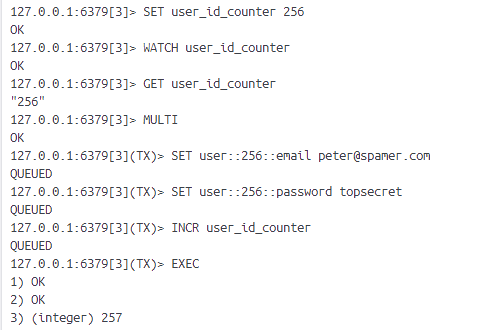 127.0.0.1:6379[3]> SET user_id_counter 256
OK
127.0.0.1:6379[3]> WATCH user_id_counter
OK
127.0.0.1:6379[3]> GET user_id_counter
"256"
127.0.0.1:6379[3]> MULTI
OK
127.0.0.1:6379[3](TX)> SET user::256::email peter@spamer.com
QUEUED
127.0.0.1:6379[3](TX)> SET user::256::password topsecret
QUEUED
127.0.0.1:6379[3](TX)> INCR user_id_counter
QUEUED
127.0.0.1:6379[3](TX)> EXEC
1) OK
2) OK
3) (integer) 257